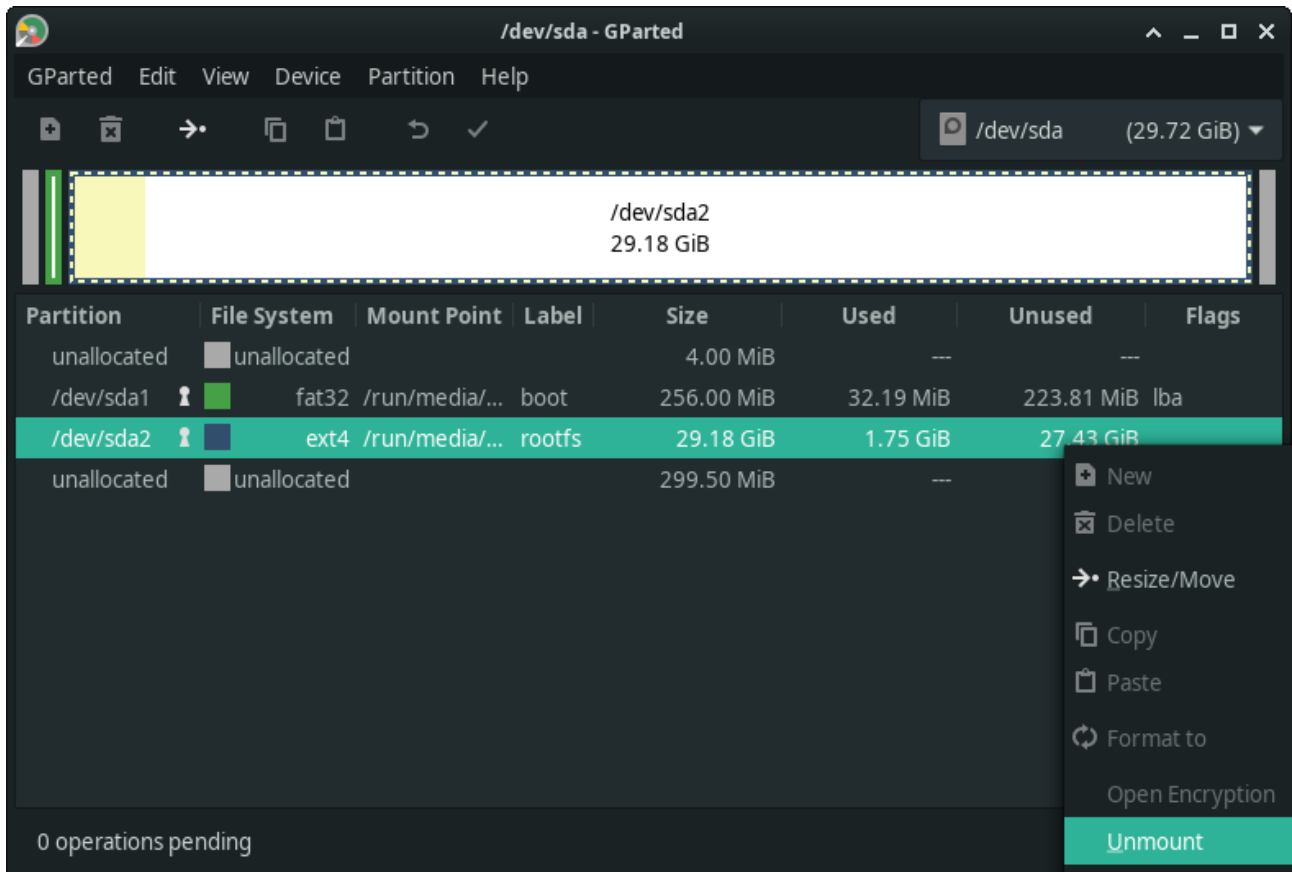 /dev/sda - GParted
GParted Edit View Device Partition Help
/dev/sda (29.72 GiB)
/dev/sda2
29.18 GiB
Partition File System Mount Point Label Size Used Unused Flags
unallocated unallocated 4.00 MiB --- ---
/dev/sda1 fat32 /run/media/... boot 256.00 MiB 32.19 MiB 223.81 MiB lba
/dev/sda2 ext4 /run/media/... rootfs 29.18 GiB 1.75 GiB 27.43 GiB
unallocated unallocated 299.50 MiB ---
New
Delete
Resize/Move
Copy
Paste
Format to
Open Encryption
Unmount
0 operations pending